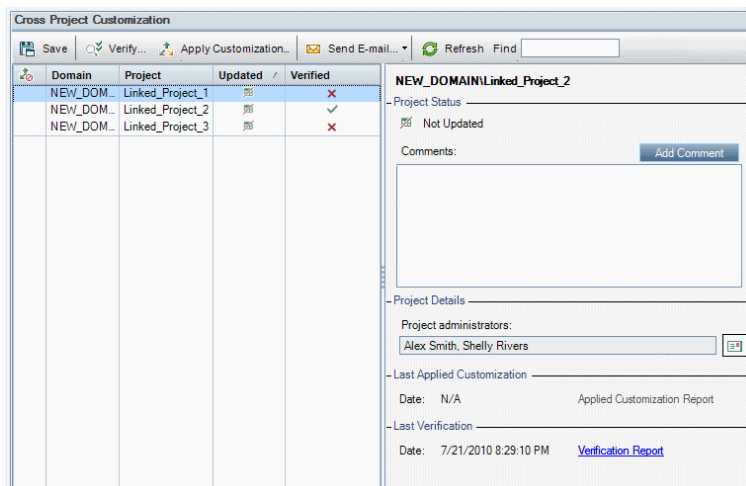 Cross Project Customization
Save Verify... Apply Customization... Send E-mail... Refresh Find
Domain Project Updated Verified
NEW_DOM... Linked_Project_1
NEW_DOM... Linked_Project_2
NEW_DOM... Linked_Project_3
NEW_DOMAIN\Linked_Project_2
Project Status
Not Updated
Comments: Add Comment
Project Details
Project administrators:
Alex Smith, Shelly Rivers
Last Applied Customization
Date: N/A Applied Customization Report
Last Verification
Date: 7/21/2010 8:29:10 PM Verification Report